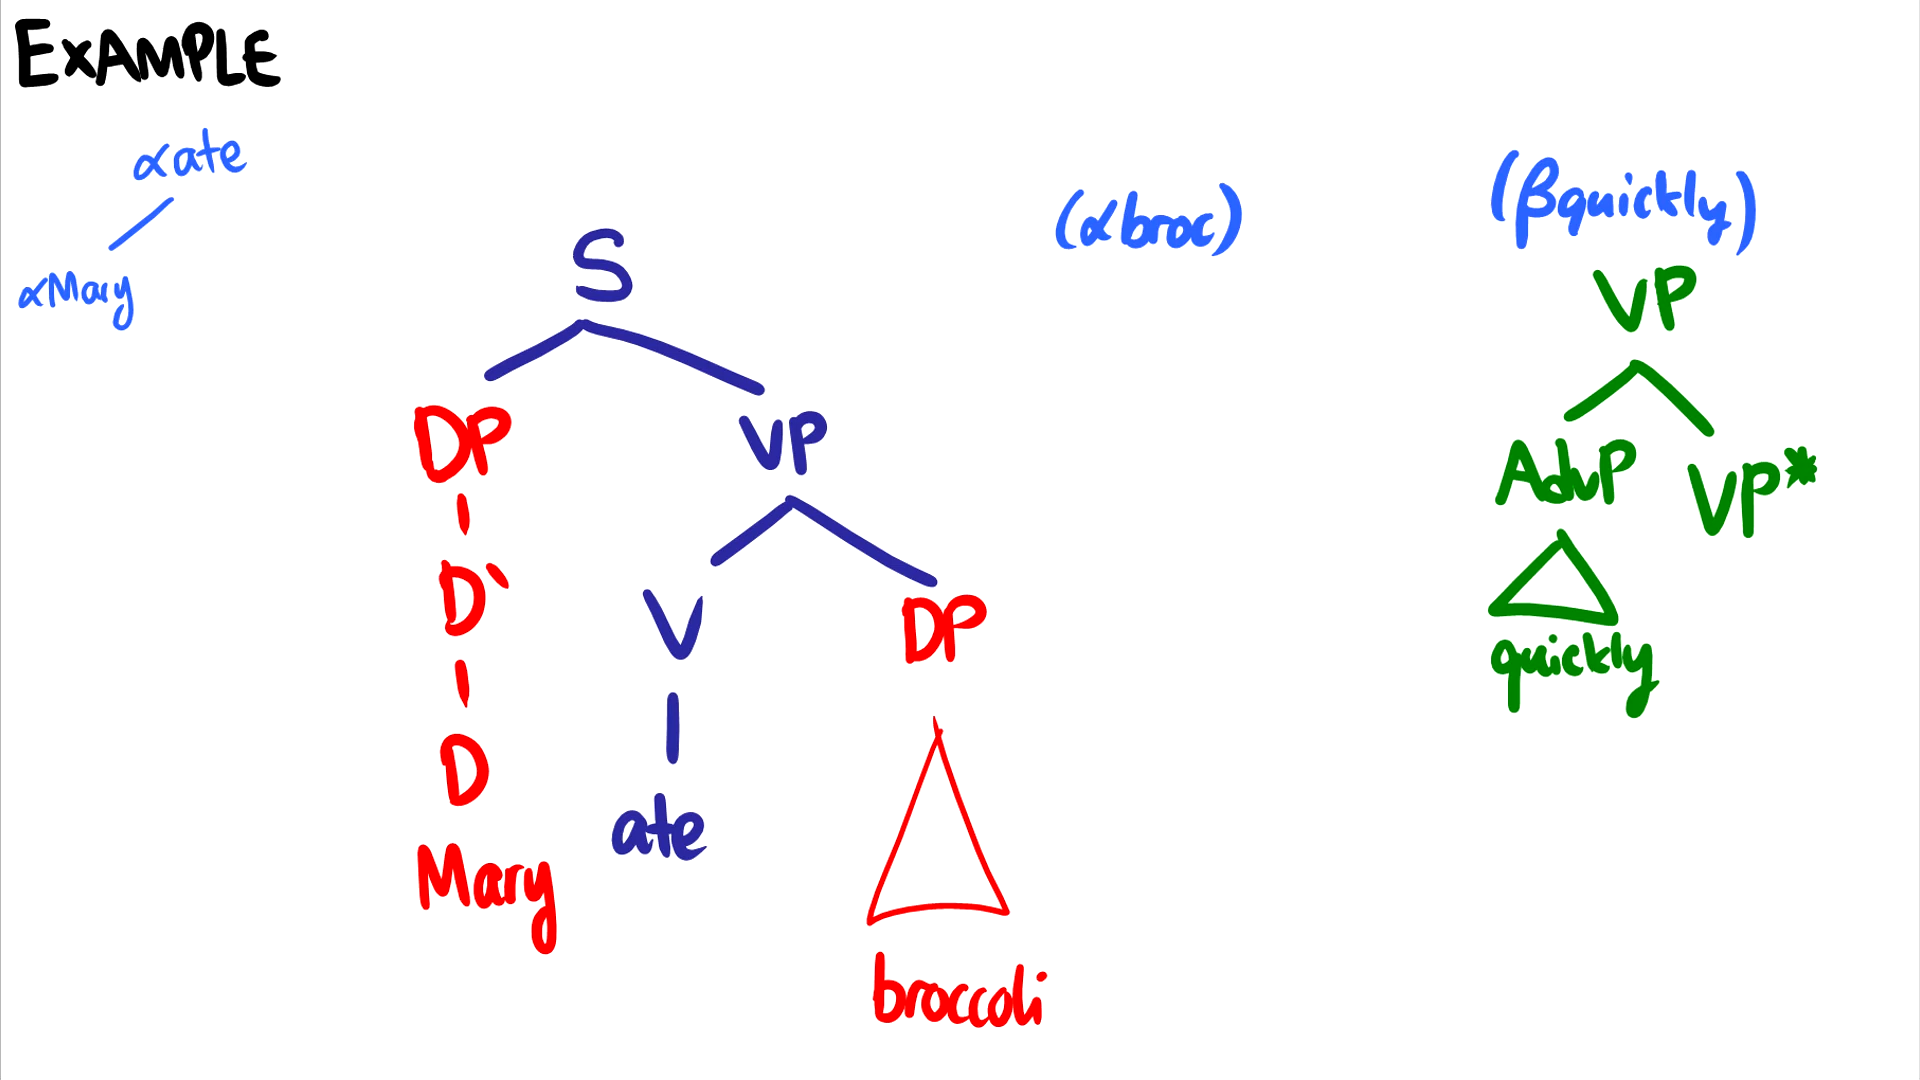 EXAMPLE
αate
αMary
(αbroc)
(βquickly)
S
VP
DP
VP
AdvP
VP*
D`
V
DP
quickly
D
ate
Mary
broccoli